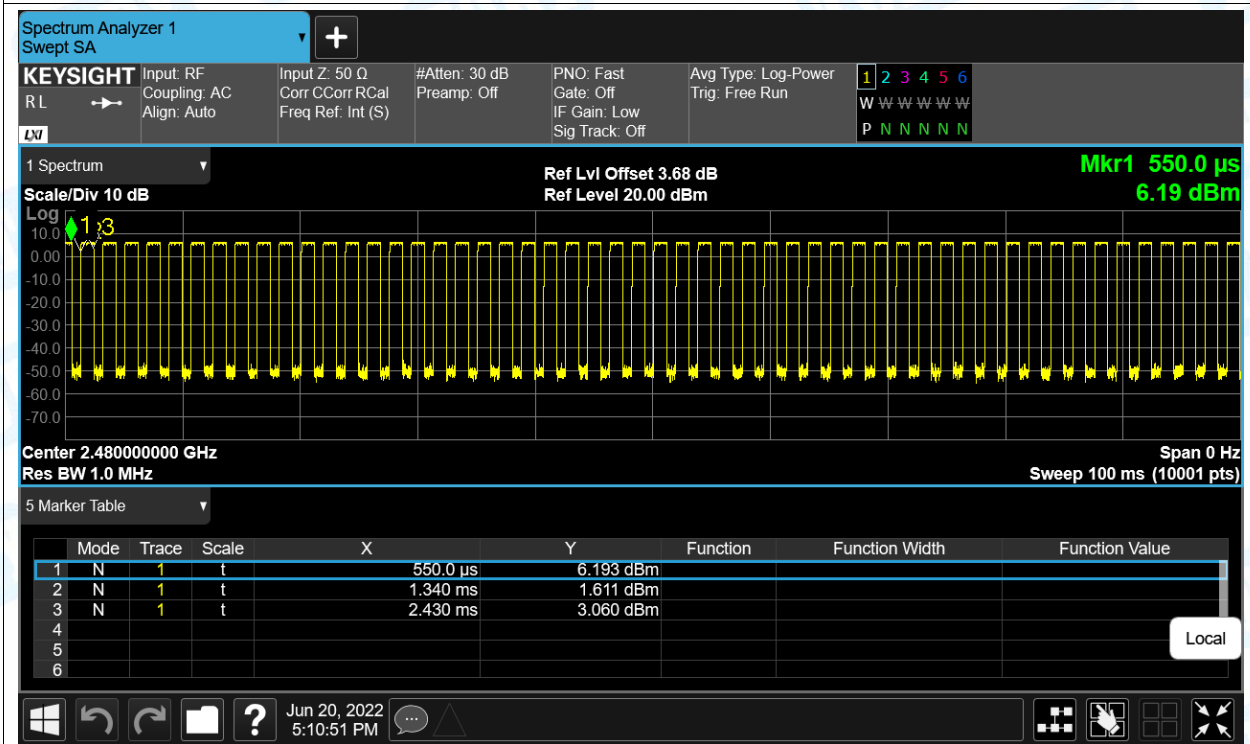 Spectrum Analyzer 1
Swept SA
KEYSIGHT
R L
LXI
Input: RF
Coupling: AC
Align: Auto
Input Z: 50 Ω
Corr CCorr RCal
Freq Ref: Int (S)
#Atten: 30 dB
Preamp: Off
PNO: Fast
Gate: Off
IF Gain: Low
Sig Track: Off
Avg Type: Log-Power
Trig: Free Run
1 2 3 4 5 6
W W W W W W
P N N N N N
1 Spectrum
Scale/Div 10 dB
Ref Lvl Offset 3.68 dB
Ref Level 20.00 dBm
Mkr1 550.0 µs
6.19 dBm
Log
10.0
0.00
-10.0
-20.0
-30.0
-40.0
-50.0
-60.0
-70.0
1 3
Center 2.480000000 GHz
Span 0 Hz
Res BW 1.0 MHz
Sweep 100 ms (10001 pts)
5 Marker Table
Mode Trace Scale X Y Function Function Width Function Value
1 N 1 t 550.0 µs 6.193 dBm
2 N 1 t 1.340 ms 1.611 dBm
3 N 1 t 2.430 ms 3.060 dBm
4
5
6
Local
?
Jun 20, 2022
5:10:51 PM